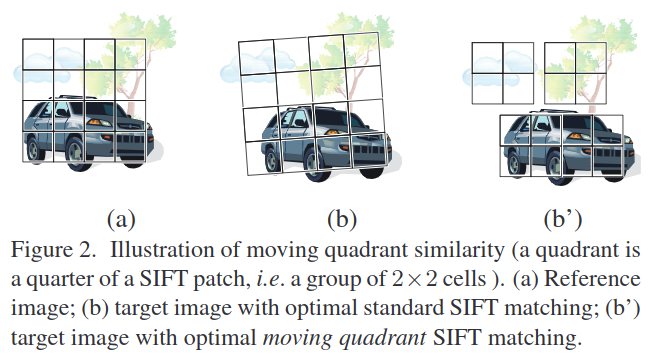 (a) (b) (b’)
Figure 2. Illustration of moving quadrant similarity (a quadrant is
a quarter of a SIFT patch, i.e. a group of 2×2 cells ). (a) Reference
image; (b) target image with optimal standard SIFT matching; (b’)
target image with optimal moving quadrant SIFT matching.